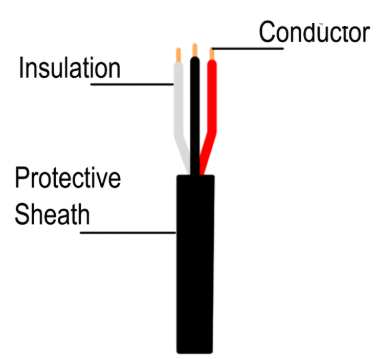 Conductor
Insulation
Protective
Sheath